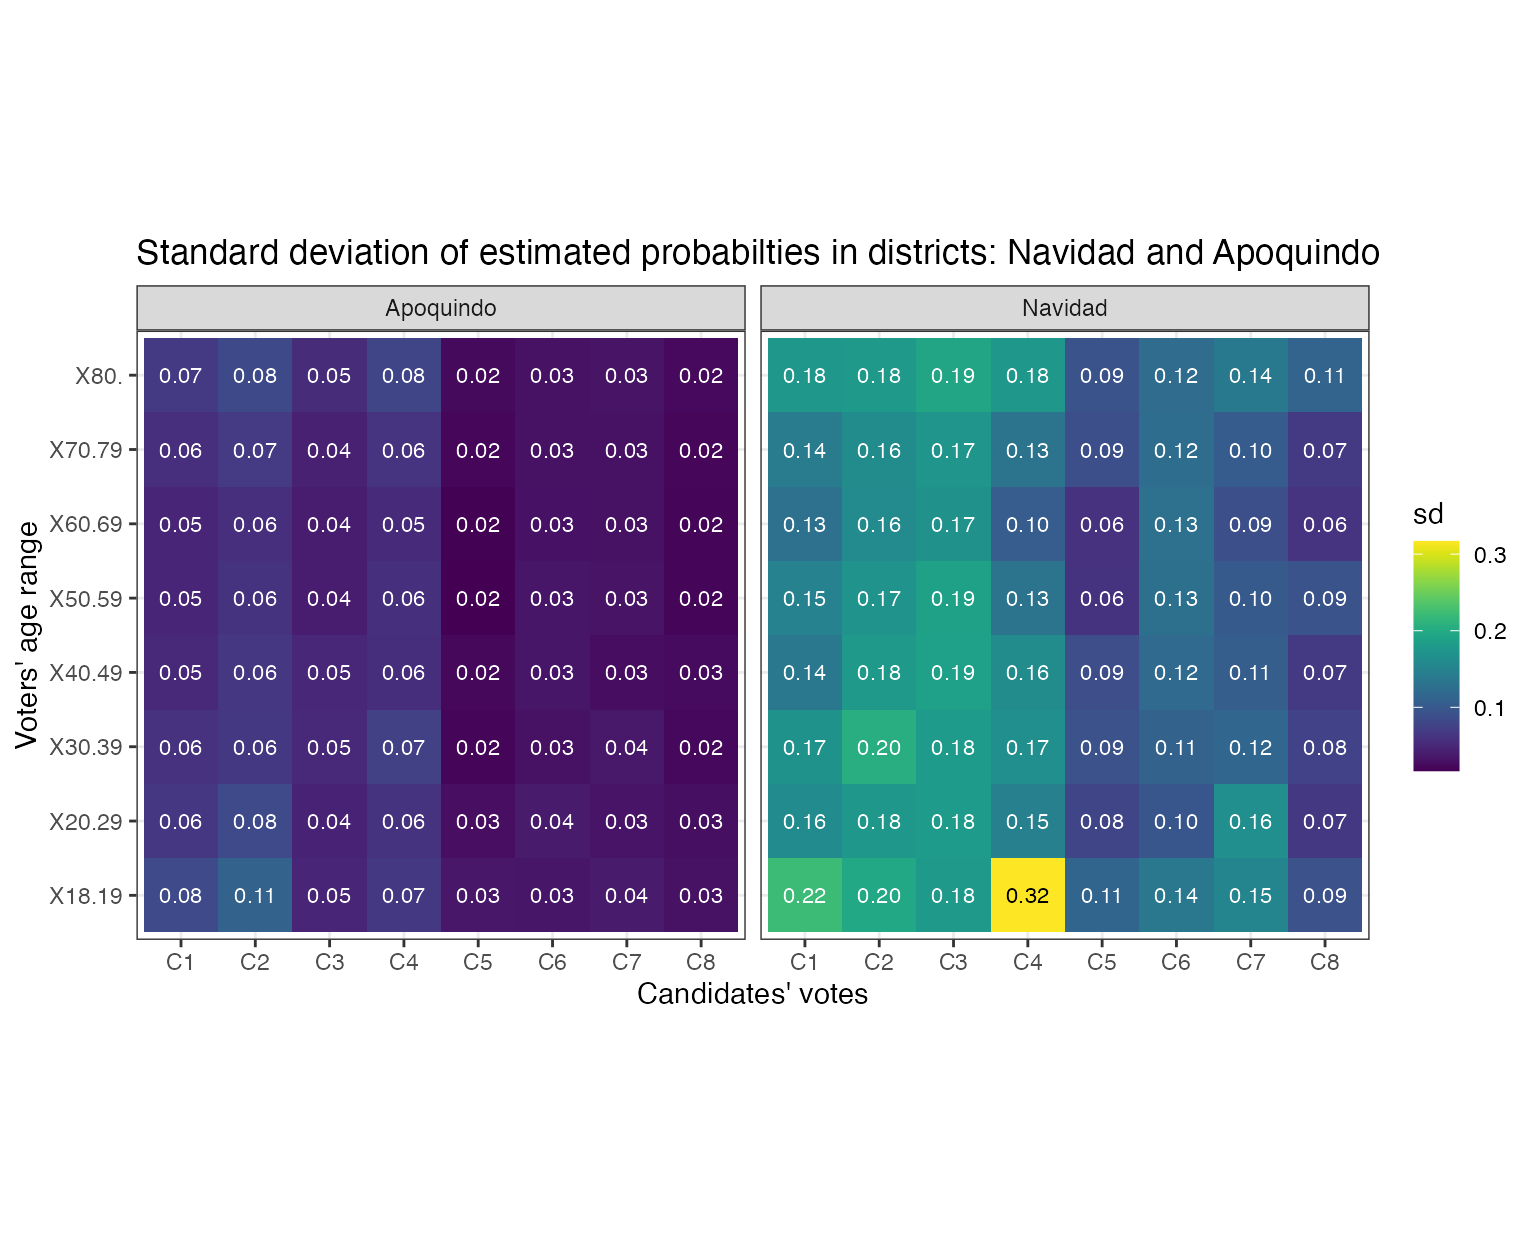 Standard deviation of estimated probabilties in districts: Navidad and Apoquindo
Apoquindo Navidad
X80. 0.07 0.08 0.05 0.08 0.02 0.03 0.03 0.02 0.18 0.18 0.19 0.18 0.09 0.12 0.14 0.11
X70.79 0.06 0.07 0.04 0.06 0.02 0.03 0.03 0.02 0.14 0.16 0.17 0.13 0.09 0.12 0.10 0.07
X60.69 0.05 0.06 0.04 0.05 0.02 0.03 0.03 0.02 0.13 0.16 0.17 0.10 0.06 0.13 0.09 0.06
X50.59 0.05 0.06 0.04 0.06 0.02 0.03 0.03 0.02 0.15 0.17 0.19 0.13 0.06 0.13 0.10 0.09
X40.49 0.05 0.06 0.05 0.06 0.02 0.03 0.03 0.03 0.14 0.18 0.19 0.16 0.09 0.12 0.11 0.07
X30.39 0.06 0.06 0.05 0.07 0.02 0.03 0.04 0.02 0.17 0.20 0.18 0.17 0.09 0.11 0.12 0.08
X20.29 0.06 0.08 0.04 0.06 0.03 0.04 0.03 0.03 0.16 0.18 0.18 0.15 0.08 0.10 0.16 0.07
X18.19 0.08 0.11 0.05 0.07 0.03 0.03 0.04 0.03 0.22 0.20 0.18 0.32 0.11 0.14 0.15 0.09
C1 C2 C3 C4 C5 C6 C7 C8 C1 C2 C3 C4 C5 C6 C7 C8
Candidates' votes
Voters' age range
sd
0.3
0.2
0.1